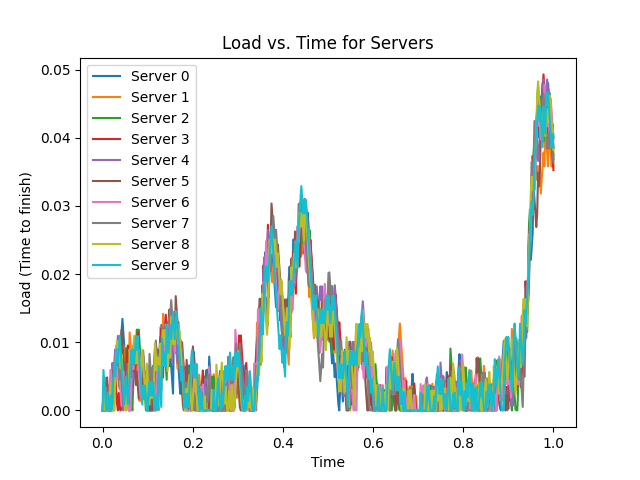 Load vs. Time for Servers
0.05
0.04
0.03
0.02
0.01
0.00
Load (Time to finish)
Server 0
Server 1
Server 2
Server 3
Server 4
Server 5
Server 6
Server 7
Server 8
Server 9
0.0 0.2 0.4 0.6 0.8 1.0
Time